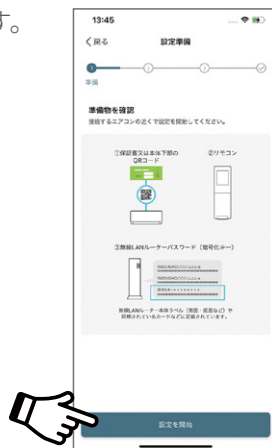 す。
13:45
く戻る 設定準備
1 2 3
準備
準備物を確認
接続するエアコンの近くで設定を開始してください。
①保証書又は本体下部の
QRコード
②リモコン
③無線LANルーターパスワード（暗号化キー）
無線LANルーター本体ラベル（側面・底面など）や
同梱されているカードなどに記載されています。
設定を開始